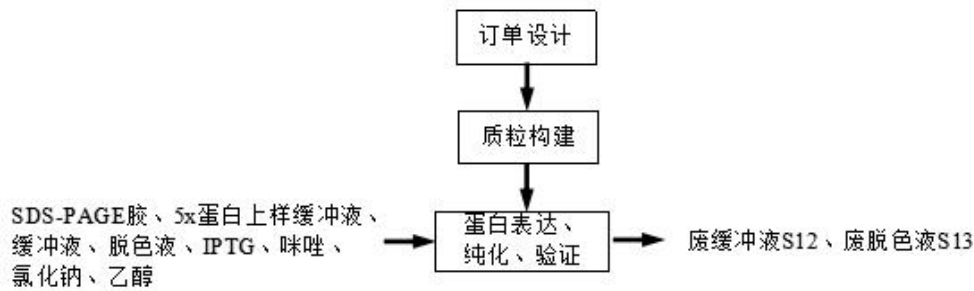 订单设计
质粒构建
SDS-PAGE胶、5x蛋白上样缓冲液、
缓冲液、脱色液、IPTG、咪唑、
氯化钠、乙醇
蛋白表达、
纯化、验证
废缓冲液S12、废脱色液S13